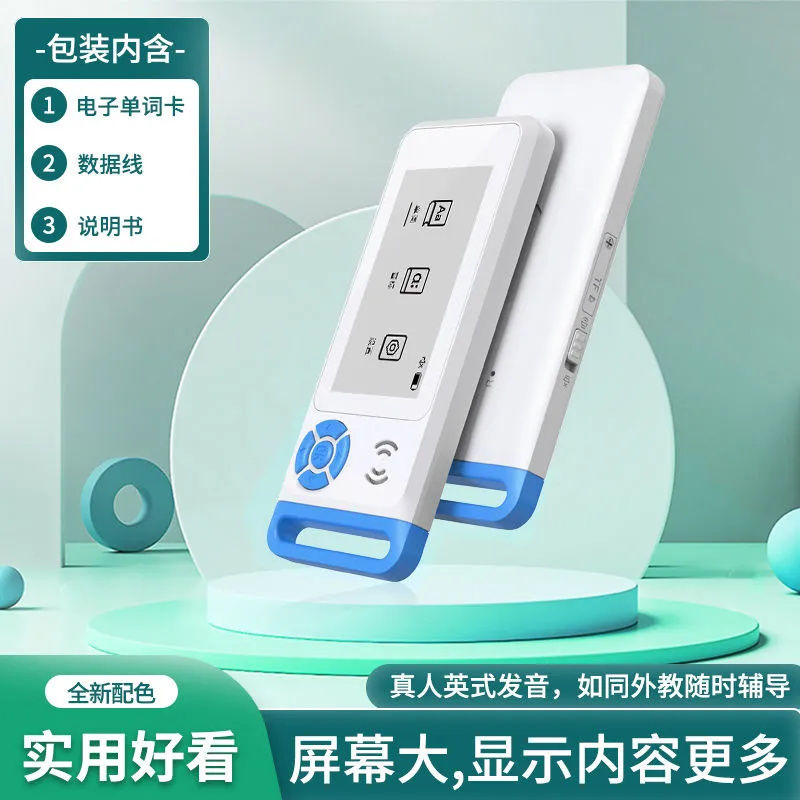 -包装内含-
1 电子单词卡
2 数据线
3 说明书
Aa
TF
全新配色
实用好看
真人英式发音，如同外教随时辅导
屏幕大,显示内容更多